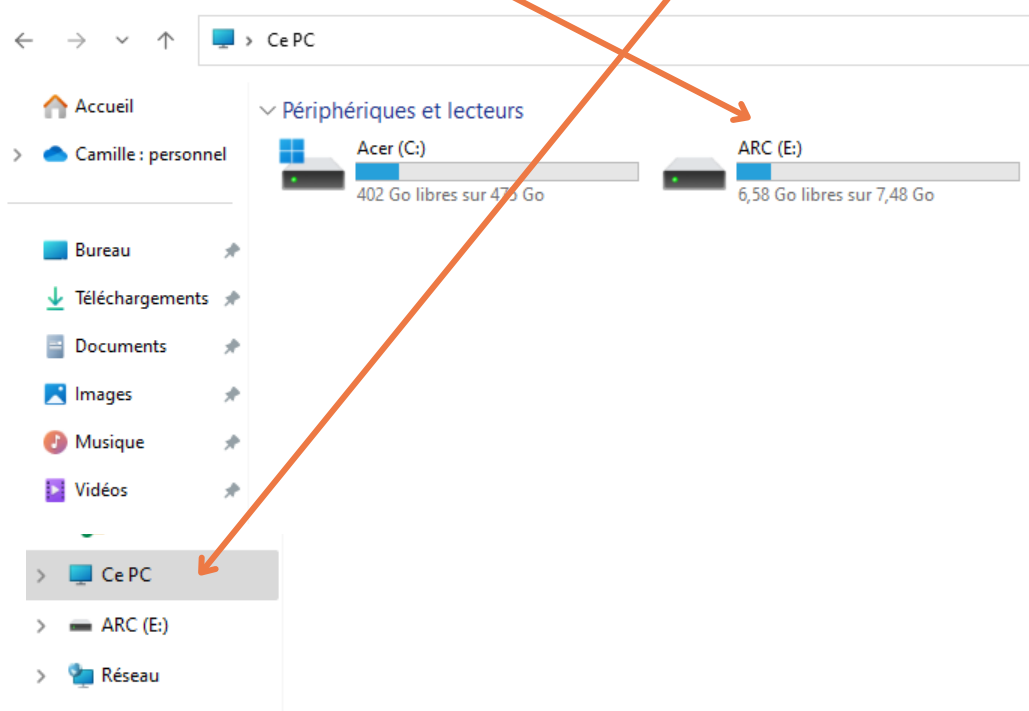 Ce PC
Accueil
Camille : personnel
Bureau
Téléchargements
Documents
Images
Musique
Vidéos
Ce PC
ARC (E:)
Réseau
Périphériques et lecteurs
Acer (C:)
402 Go libres sur Go
ARC (E:)
6,58 Go libres sur 7,48 Go